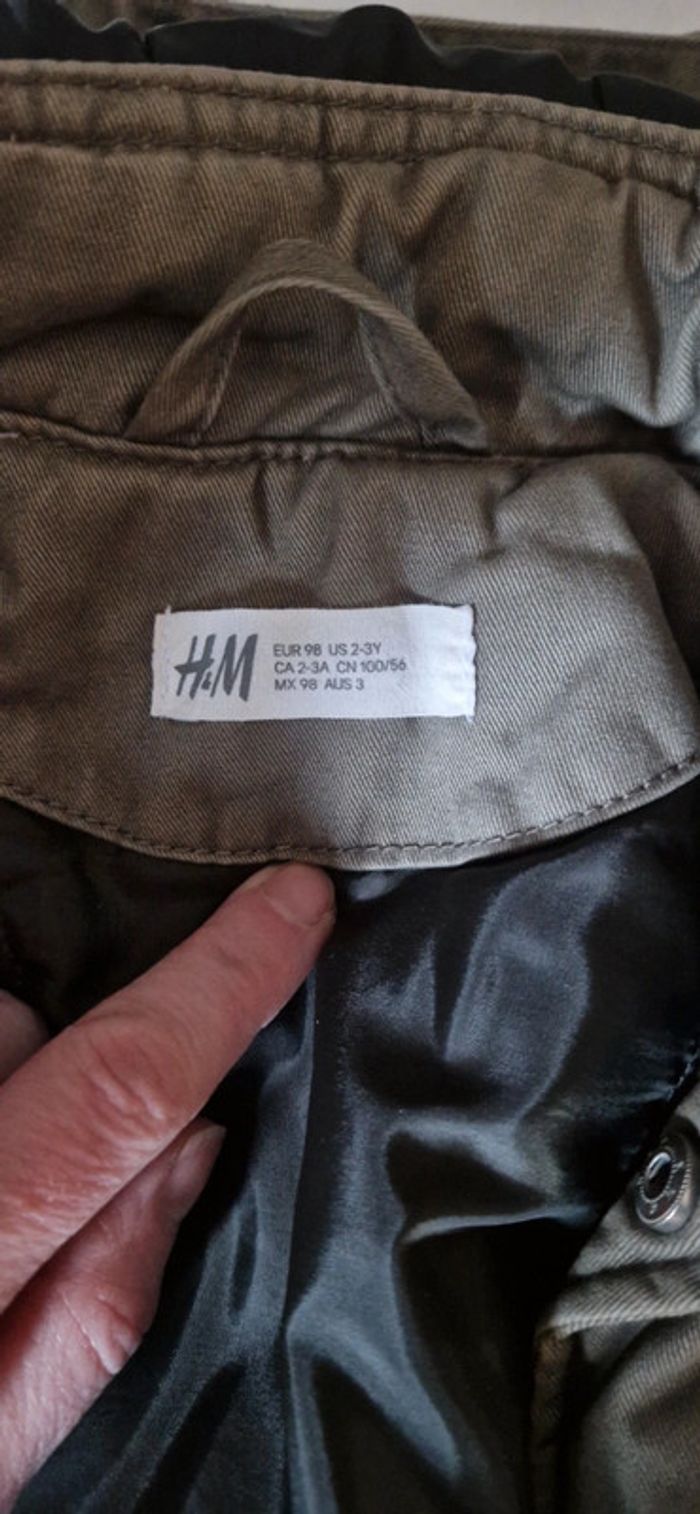 H&M
EUR 98 US 2-3Y
CA 2-3A CN 100/56
MX 98 AUS 3